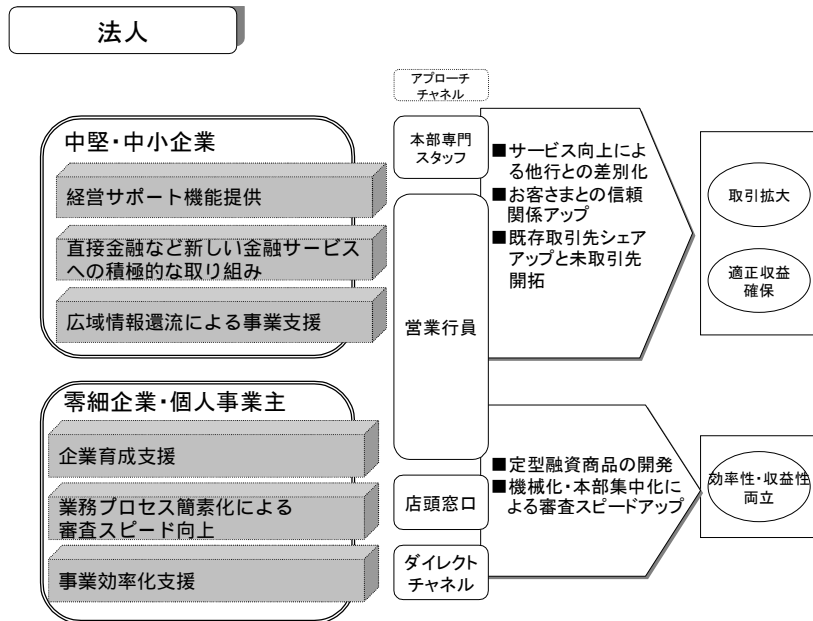 法人
アプローチ
チャネル
中堅・中小企業
経営サポート機能提供
直接金融など新しい金融サービス
への積極的な取り組み
広域情報還流による事業支援
零細企業・個人事業主
企業育成支援
業務プロセス簡素化による
審査スピード向上
事業効率化支援
本部専門
スタッフ
営業行員
店頭窓口
ダイレクト
チャネル
■サービス向上によ
る他行との差別化
■お客さまとの信頼
関係アップ
■既存取引先シェア
アップと未取引先
開拓
■定型融資商品の開発
■機械化・本部集中化に
よる審査スピードアップ
取引拡大
適正収益
確保
効率性・収益性
両立